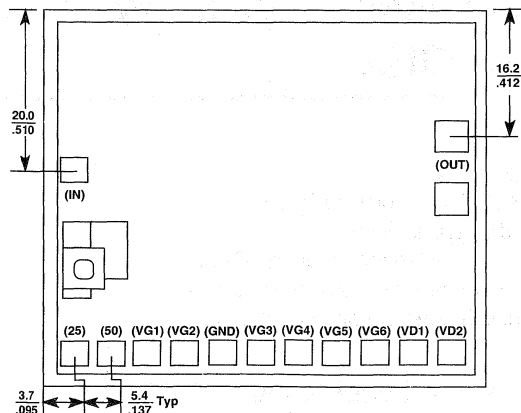 20.0
.510
16.2
.412
(IN)
(OUT)
(25) (50) (VG1) (VG2) (GND) (VG3) (VG4) (VG5) (VG6) (VD1) (VD2)
3.7
.095
5.4 Typ
.137